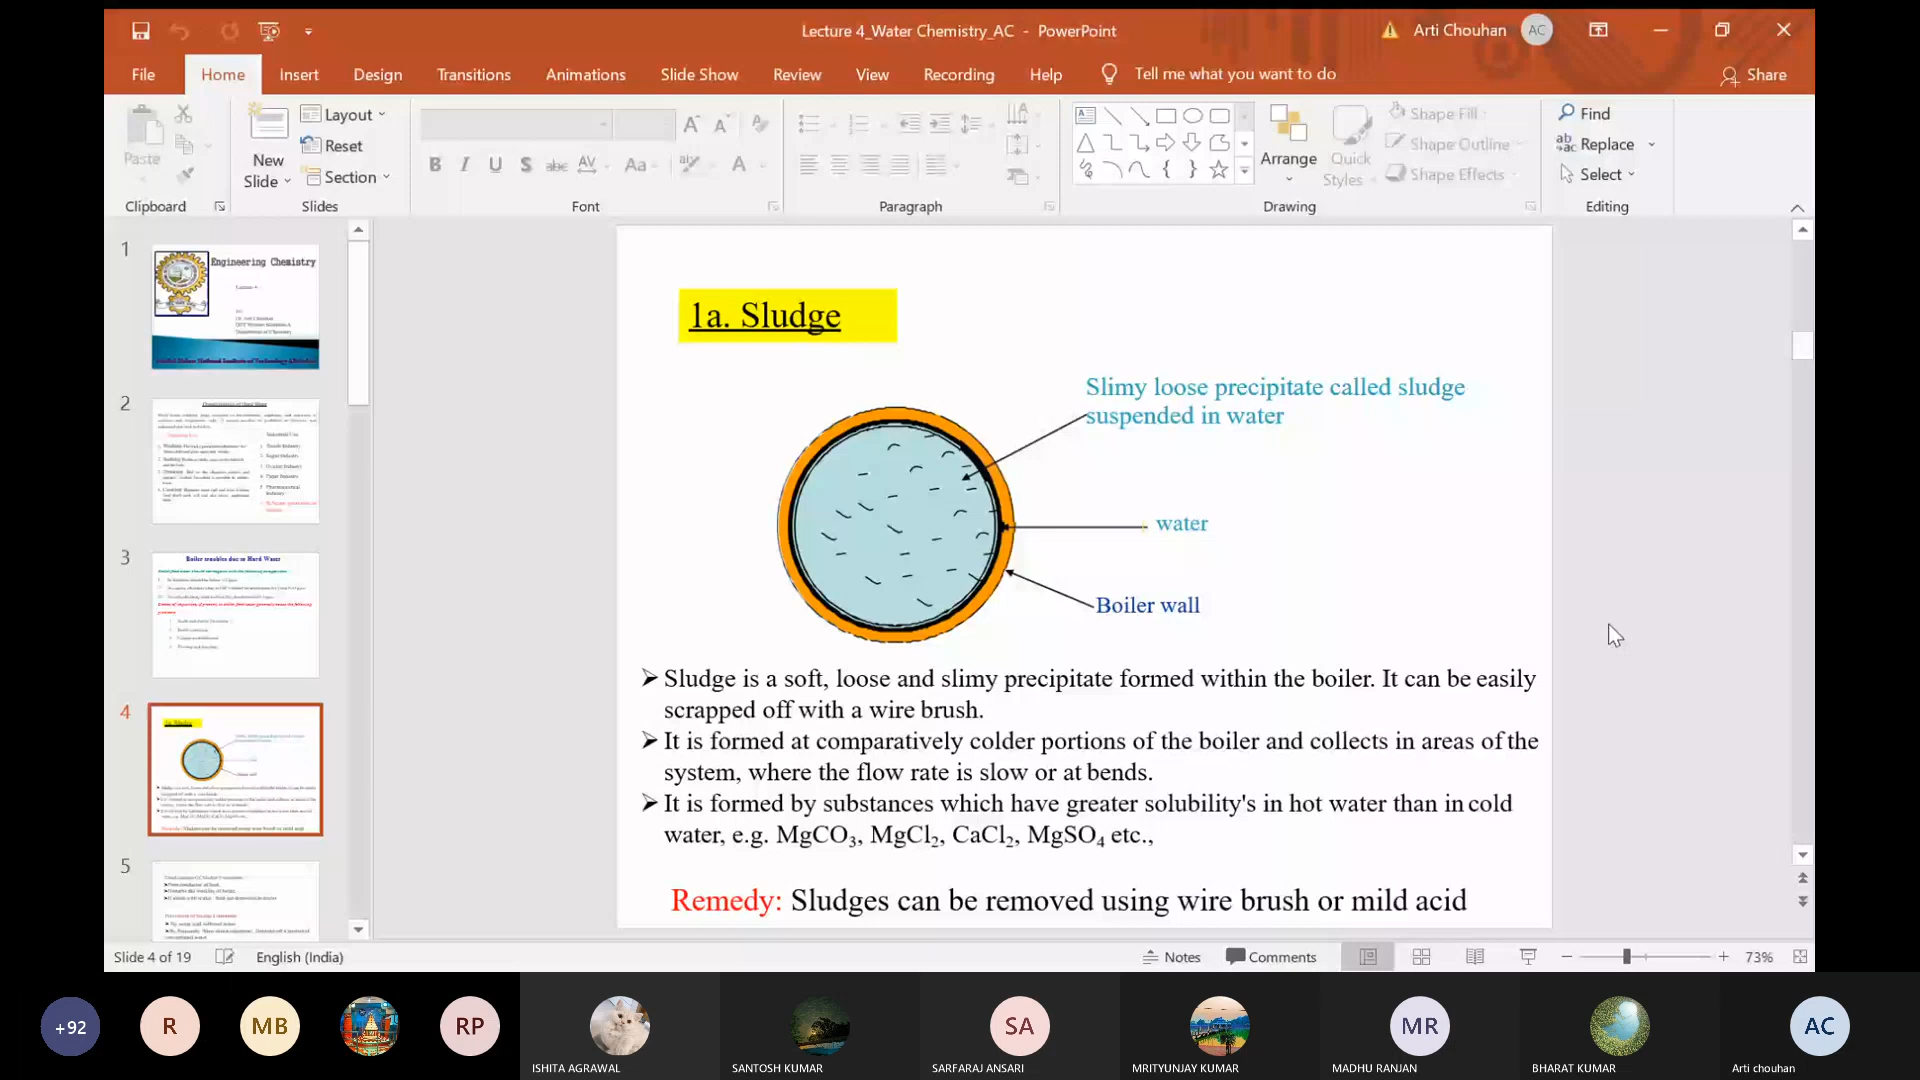 Lecture 4_Water Chemistry_AC - PowerPoint
Arti Chouhan
AC
File
Home
Insert
Design
Transitions
Animations
Slide Show
Review
View
Recording
Help
Tell me what you want to do
Share
Paste
Clipboard
New
Slide
Layout
Reset
Section
Slides
Font
Paragraph
Arrange
Quick
Styles
Shape Fill
Shape Outline
Shape Effects
Drawing
Find
Replace
Select
Editing
1
Engineering Chemistry
2
3
Boiler troubles due to Hard Water
4
5
1a. Sludge
Slimy loose precipitate called sludge
suspended in water
water
Boiler wall
➢ Sludge is a soft, loose and slimy precipitate formed within the boiler. It can be easily
scrapped off with a wire brush.
➢ It is formed at comparatively colder portions of the boiler and collects in areas of the
system, where the flow rate is slow or at bends.
➢ It is formed by substances which have greater solubility's in hot water than in cold
water, e.g. MgCO₃, MgCl₂, CaCl₂, MgSO₄ etc.,
Remedy: Sludges can be removed using wire brush or mild acid
Slide 4 of 19
English (India)
Notes
Comments
73%
+92
R
MB
RP
ISHITA AGRAWAL
SANTOSH KUMAR
SA
SARFARAJ ANSARI
MRITYUNJAY KUMAR
MR
MADHU RANJAN
BHARAT KUMAR
AC
Arti chouhan